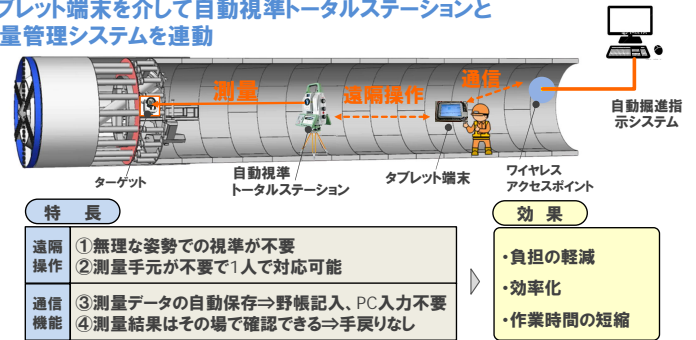 ブレット端末を介して自動視準トータルステーションと
量管理システムを連動
測量
遠隔操作
通信
自動掘進指
示システム
ターゲット
自動視準
トータルステーション
タブレット端末
ワイヤレス
アクセスポイント
特 長
効 果
遠隔
操作
①無理な姿勢での視準が不要
②測量手元が不要で1人で対応可能
通信
機能
③測量データの自動保存⇒野帳記入、PC入力不要
④測量結果はその場で確認できる⇒手戻りなし
・負担の軽減
・効率化
・作業時間の短縮